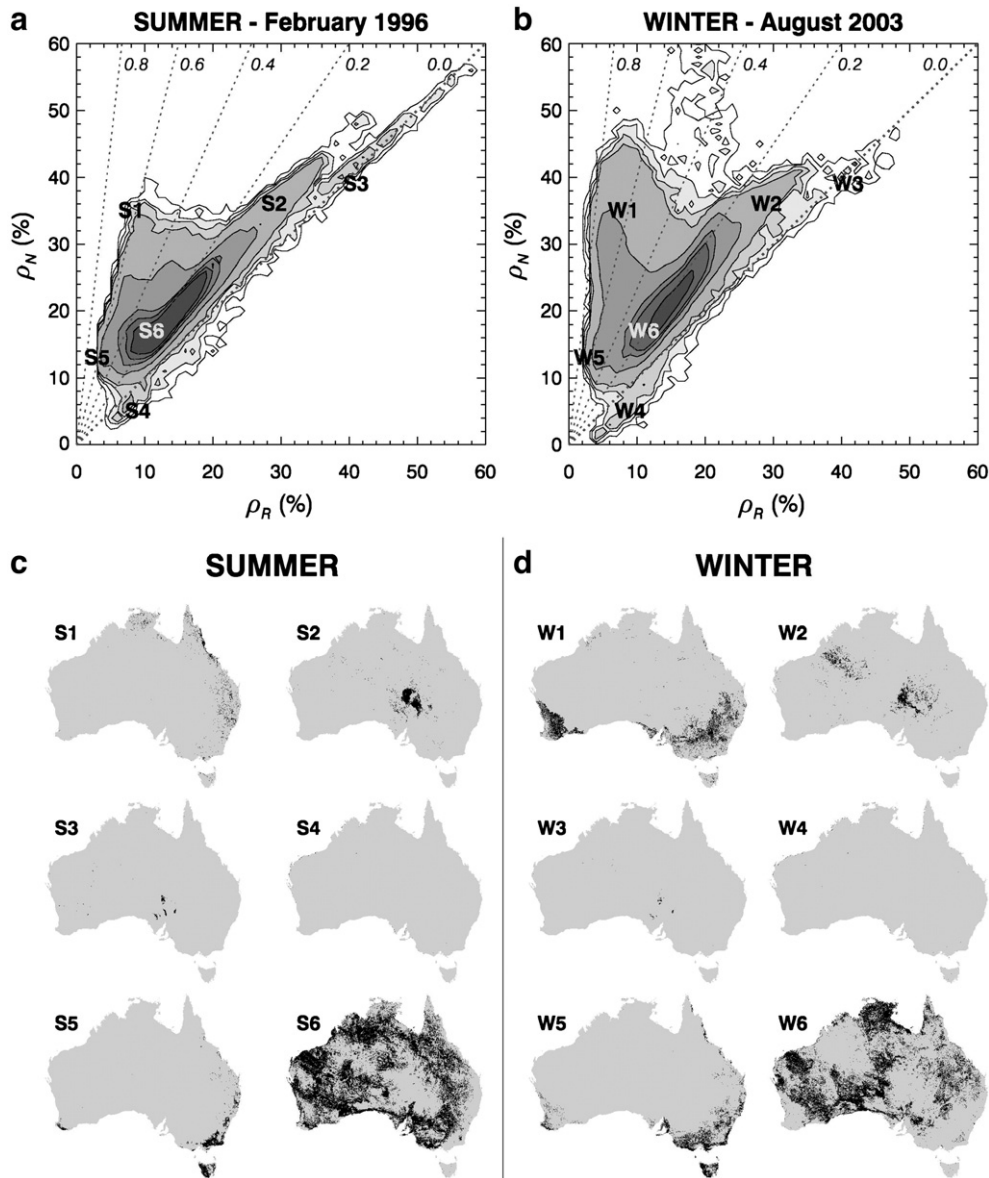 a SUMMER - February 1996
60
50
40
30
20
10
0
ρN (%)
0.8 0.6 0.4 0.2 0.0
S1
S2
S3
S6
S5
S4
0 10 20 30 40 50 60
ρR (%)
b WINTER - August 2003
60
50
40
30
20
10
0
ρN (%)
0.8 0.4 0.2 0.0
W1
W2
W3
W6
W5
W4
0 10 20 30 40 50 60
ρR (%)
c SUMMER
S1 S2
S3 S4
S5 S6
d WINTER
W1 W2
W3 W4
W5 W6